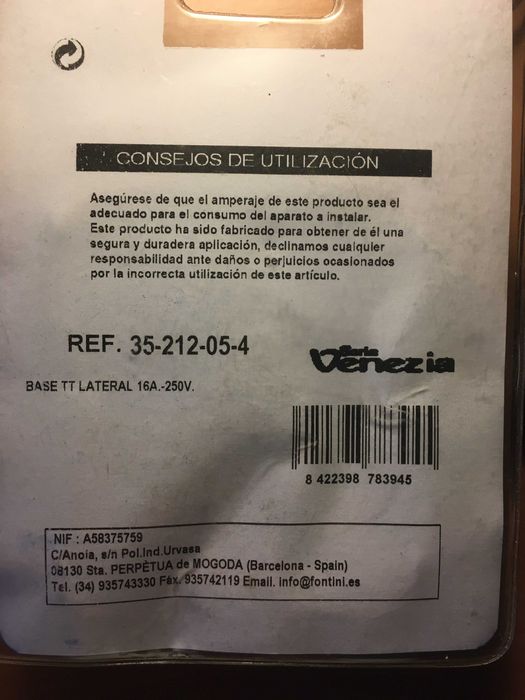 CONSEJOS DE UTILIZACIÓN
Asegúrese de que el amperaje de este producto sea el
adecuado para el consumo del aparato a instalar.
Este producto ha sido fabricado para obtener de él una
segura y duradera aplicación, declinamos cualquier
responsabilidad ante daños o perjuicios ocasionados
por la incorrecta utilización de este artículo.
REF. 35-212-05-4
Serie
Venezia
BASE TT LATERAL 16A.-250V.
8 422398 783945
NIF : A58375759
C/Anoia, s/n Pol.Ind.Urvasa
08130 Sta. PERPÈTUA de MOGODA (Barcelona - Spain)
Tel. (34) 935743330 Fax. 935742119 Email. info@fontini.es